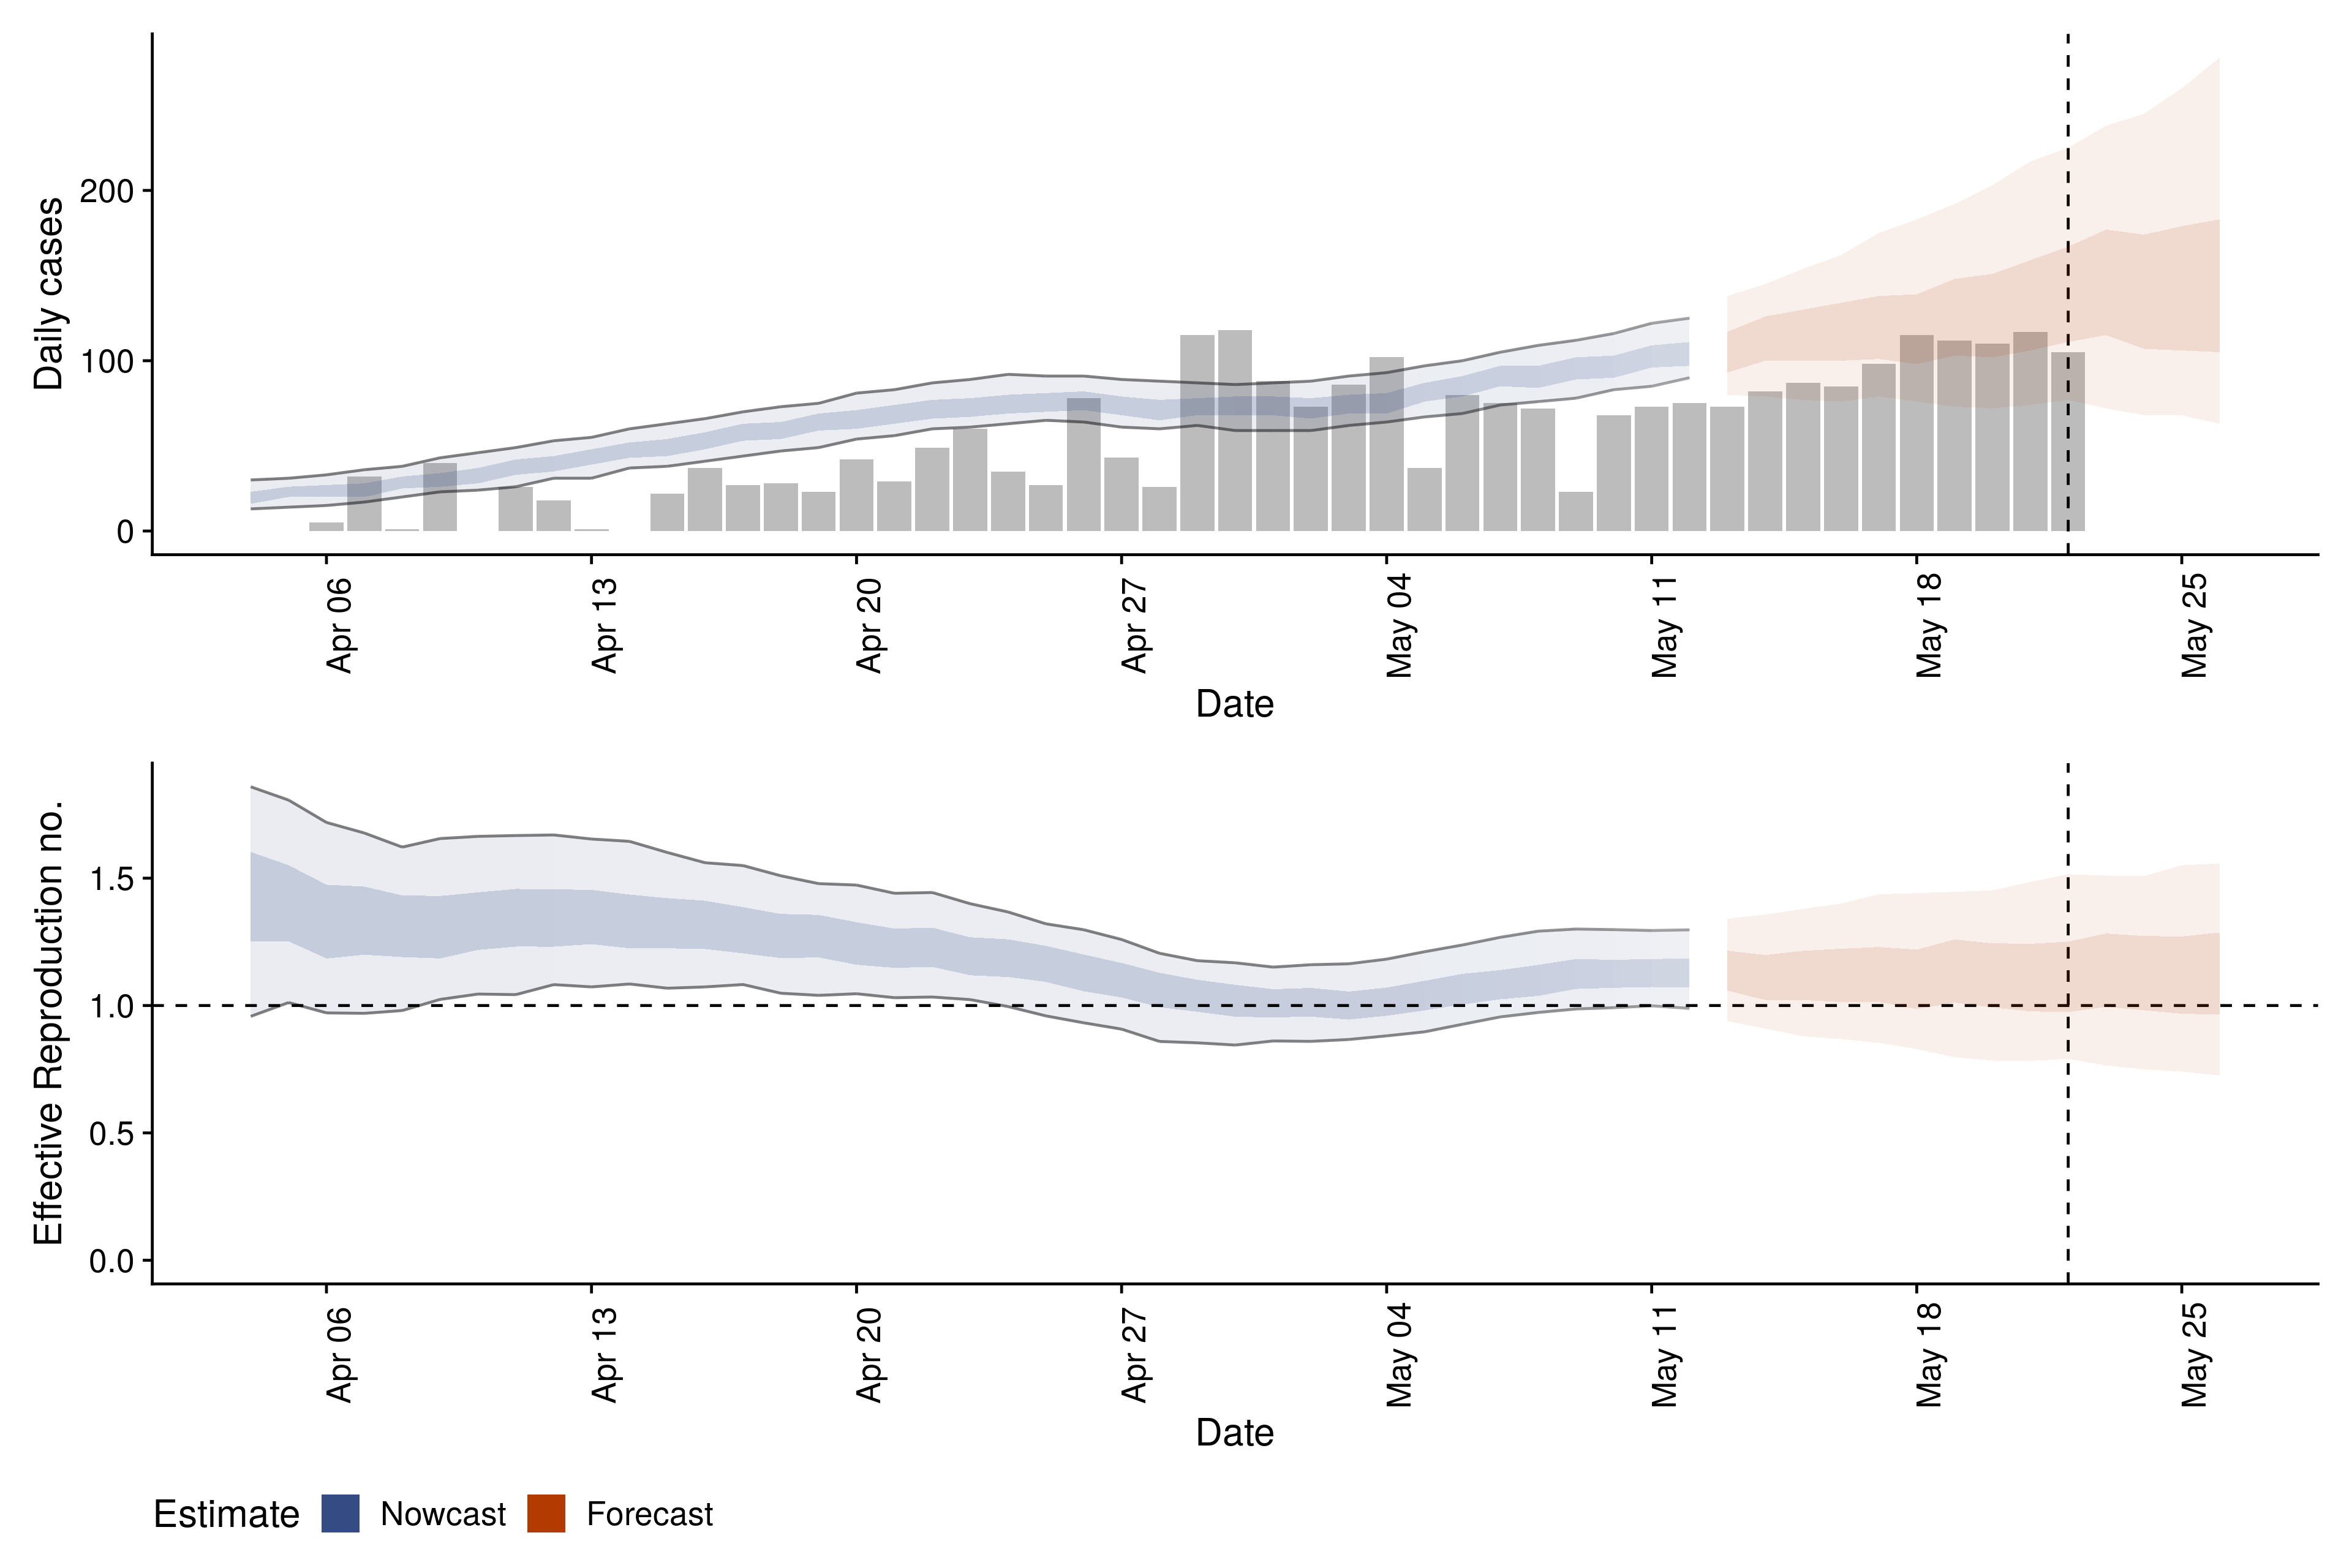 Daily cases
200
100
0
Apr 06
Apr 13
Apr 20
Apr 27
May 04
May 11
May 18
May 25
Date
Effective Reproduction no.
1.5
1.0
0.5
0.0
Apr 06
Apr 13
Apr 20
Apr 27
May 04
May 11
May 18
May 25
Date
Estimate Nowcast Forecast